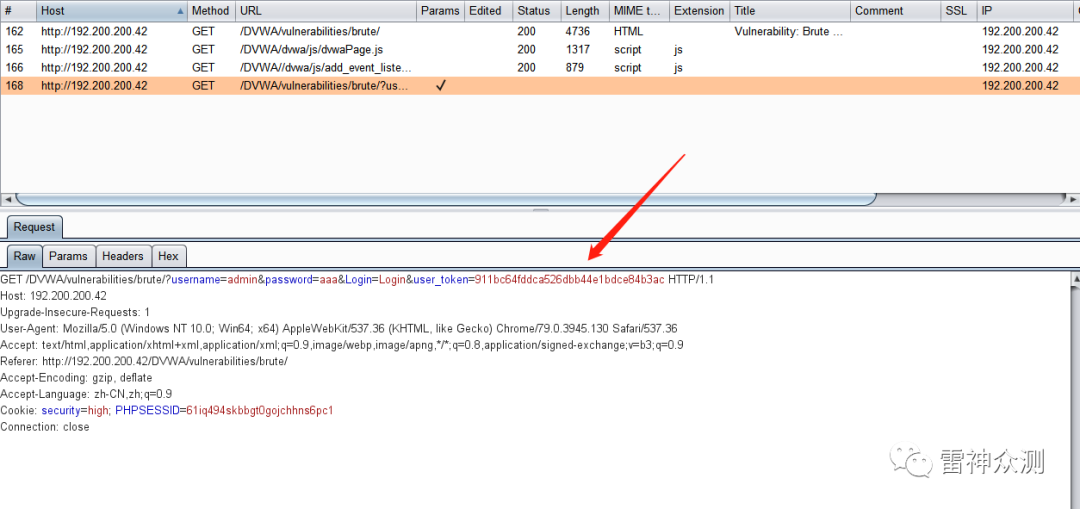 # Host Method URL Params Edited Status Length MIME t... Extension Title Comment SSL IP
162 http://192.200.200.42 GET /DVWA/vulnerabilities/brute/ 200 4736 HTML Vulnerability: Brute ... 192.200.200.42
165 http://192.200.200.42 GET /DVWA/dvwa/js/dvwaPage.js 200 1317 script js 192.200.200.42
166 http://192.200.200.42 GET /DVWA//dvwa/js/add_event_liste... 200 879 script js 192.200.200.42
168 http://192.200.200.42 GET /DVWA/vulnerabilities/brute/?us... ✓ 192.200.200.42
Request
Raw Params Headers Hex
GET /DVWA/vulnerabilities/brute/?username=admin&password=aaa&Login=Login&user_token=911bc64fddca526dbb44e1bdce84b3ac HTTP/1.1
Host: 192.200.200.42
Upgrade-Insecure-Requests: 1
User-Agent: Mozilla/5.0 (Windows NT 10.0; Win64; x64) AppleWebKit/537.36 (KHTML, like Gecko) Chrome/79.0.3945.130 Safari/537.36
Accept: text/html,application/xhtml+xml,application/xml;q=0.9,image/webp,image/apng,*/*;q=0.8,application/signed-exchange;v=b3;q=0.9
Referer: http://192.200.200.42/DVWA/vulnerabilities/brute/
Accept-Encoding: gzip, deflate
Accept-Language: zh-CN,zh;q=0.9
Cookie: security=high; PHPSESSID=61iq494skbbgt0gojchhns6pc1
Connection: close
雷神众测